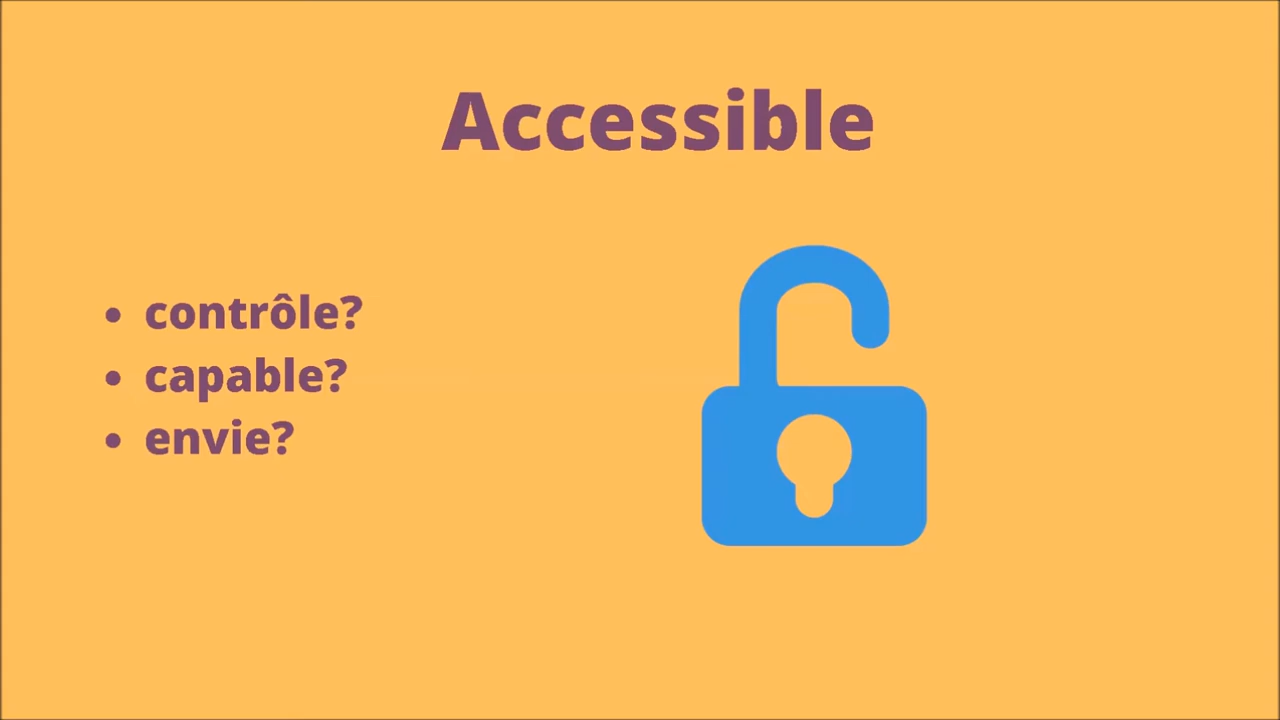 Accessible
• contrôle?
• capable?
• envie?